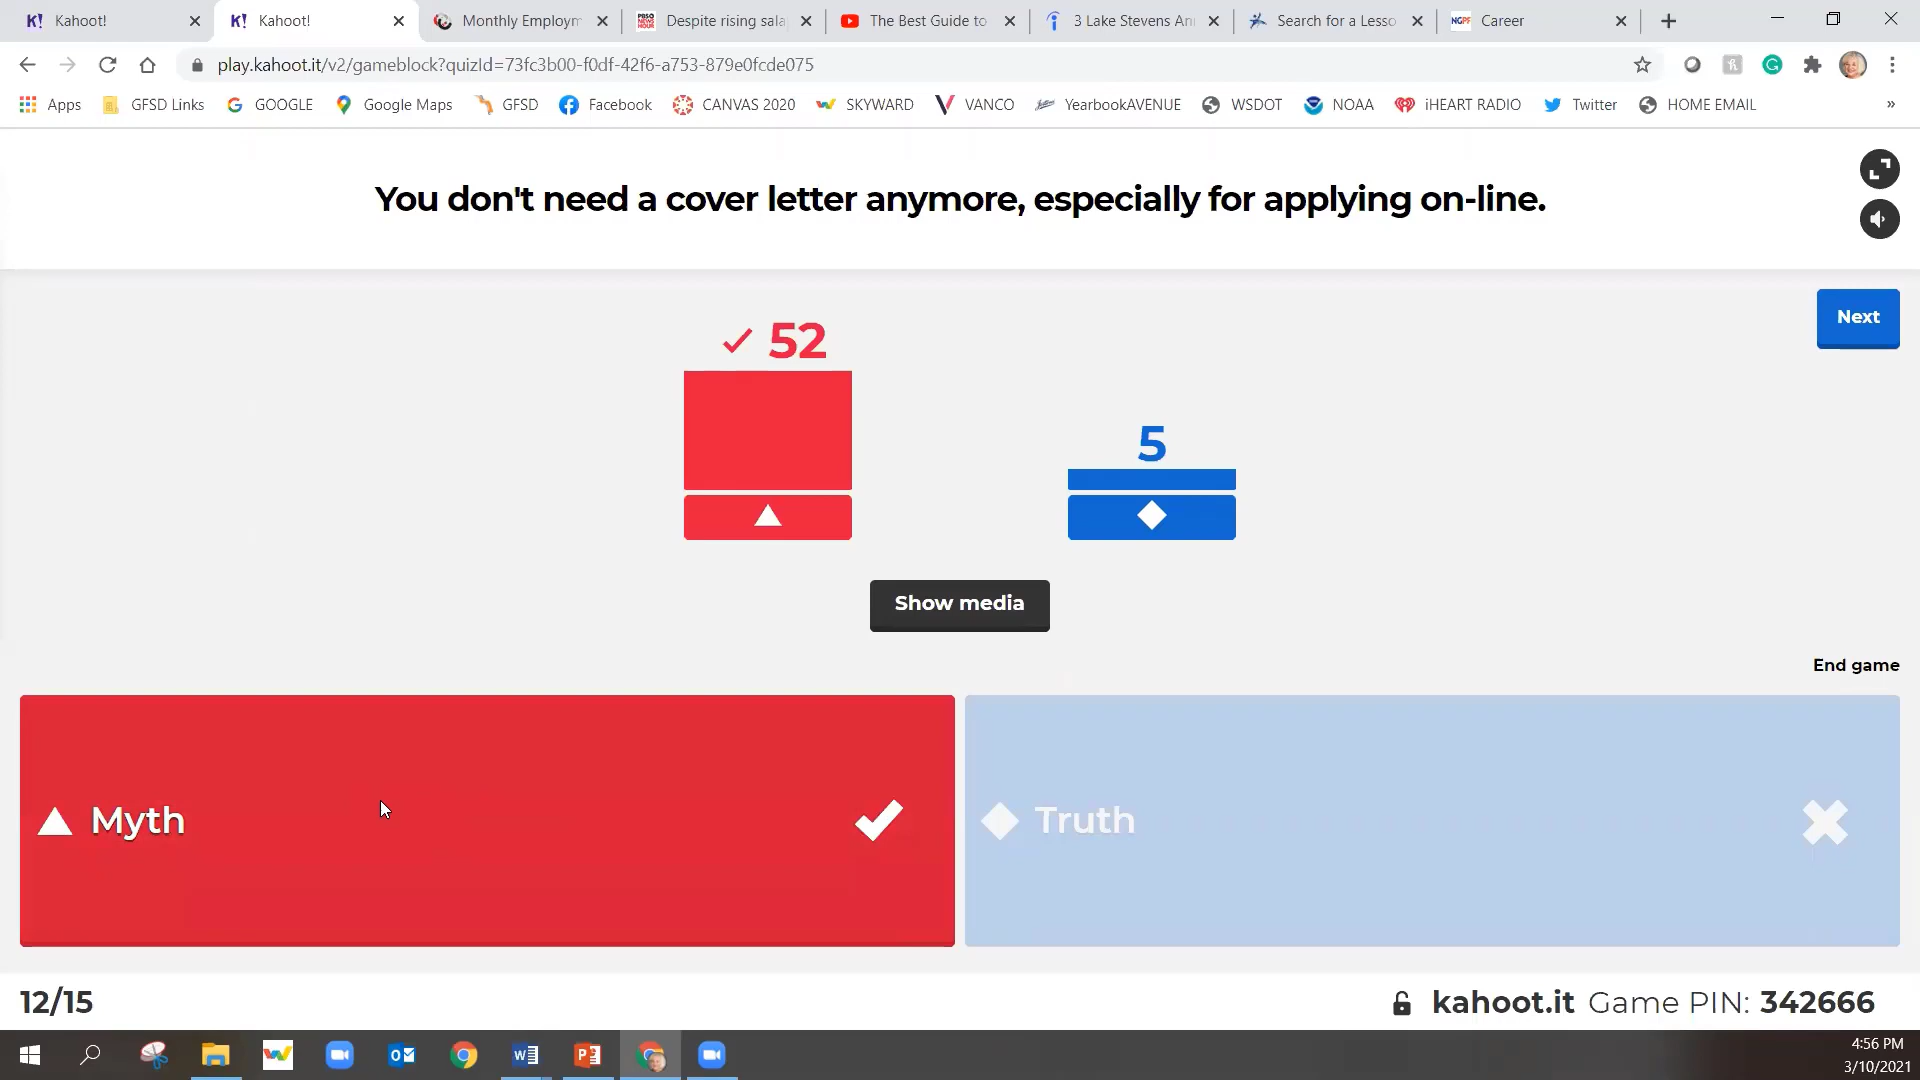 K! Kahoot!
K! Kahoot!
Monthly Employm
Despite rising sala
The Best Guide to
3 Lake Stevens An
Search for a Lesso
NGPF Career
play.kahoot.it/v2/gameblock?quizId=73fc3b00-f0df-42f6-a753-879e0fcde075
Apps GFSD Links GOOGLE Google Maps GFSD Facebook CANVAS 2020 SKYWARD VANCO YearbookAVENUE WSDOT NOAA iHEART RADIO Twitter HOME EMAIL »
You don't need a cover letter anymore, especially for applying on-line.
Next
52
5
Show media
End game
Myth
Truth
12/15
kahoot.it Game PIN: 342666
4:56 PM
3/10/2021